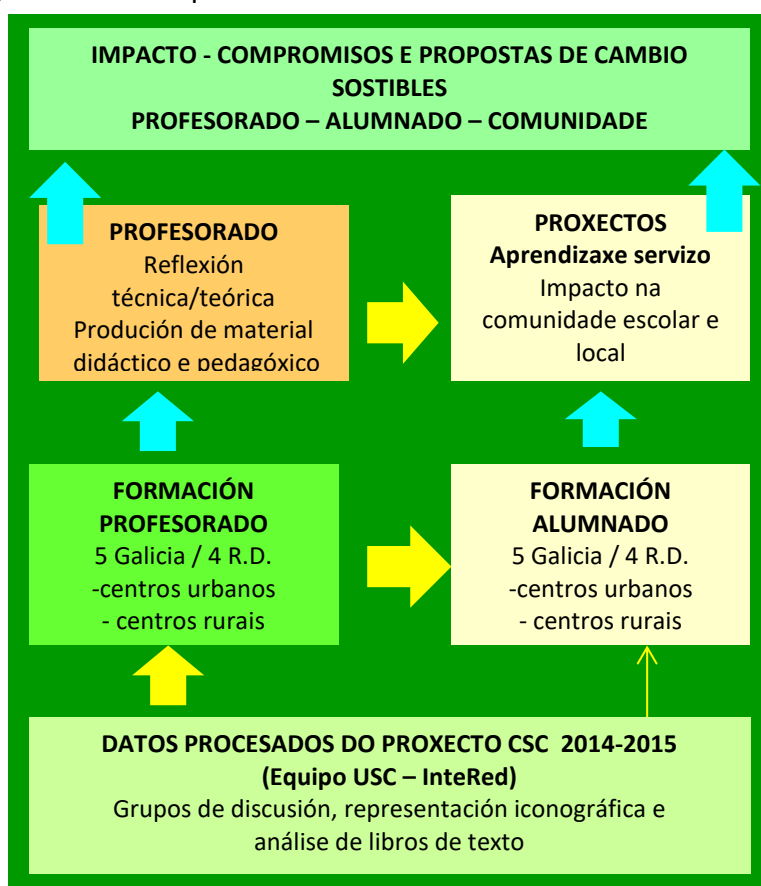 IMPACTO - COMPROMISOS E PROPOSTAS DE CAMBIO
SOSTIBLES
PROFESORADO – ALUMNADO – COMUNIDADE
PROFESORADO
Reflexión
técnica/teórica
Produción de material
didáctico e pedagóxico
PROXECTOS
Aprendizaxe servizo
Impacto na
comunidade escolar e
local
FORMACIÓN
PROFESORADO
5 Galicia / 4 R.D.
-centros urbanos
- centros rurais
FORMACIÓN
ALUMNADO
5 Galicia / 4 R.D.
-centros urbanos
- centros rurais
DATOS PROCESADOS DO PROXECTO CSC 2014-2015
(Equipo USC – InteRed)
Grupos de discusión, representación iconográfica e
análise de libros de texto